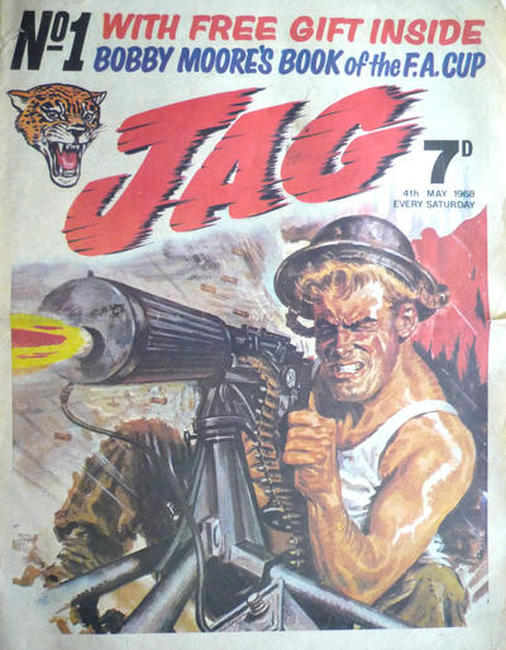 Nº1 WITH FREE GIFT INSIDE
BOBBY MOORE'S BOOK of the F.A. CUP
JAG
7D
4th MAY 1968
EVERY SATURDAY